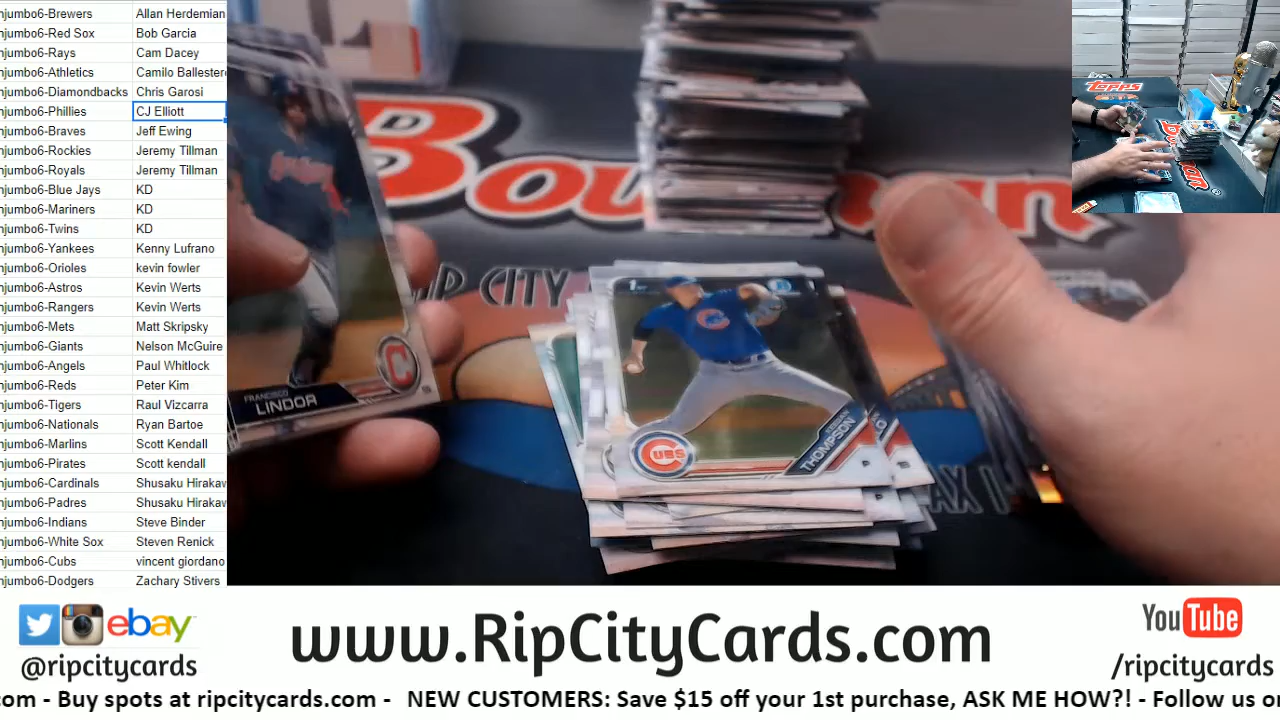 njumbo6-Brewers Allan Herdemian
njumbo6-Red Sox Bob Garcia
njumbo6-Rays Cam Dacey
njumbo6-Athletics Camilo Ballester
njumbo6-Diamondbacks Chris Garosi
njumbo6-Phillies CJ Elliott
njumbo6-Braves Jeff Ewing
njumbo6-Rockies Jeremy Tillman
njumbo6-Royals Jeremy Tillman
njumbo6-Blue Jays KD
njumbo6-Mariners KD
njumbo6-Twins KD
njumbo6-Yankees Kenny Lufrano
njumbo6-Orioles kevin fowler
njumbo6-Astros Kevin Werts
njumbo6-Rangers Kevin Werts
njumbo6-Mets Matt Skripsky
njumbo6-Giants Nelson McGuire
njumbo6-Angels Paul Whitlock
njumbo6-Reds Peter Kim
njumbo6-Tigers Raul Vizcarra
njumbo6-Nationals Ryan Bartoe
njumbo6-Marlins Scott Kendall
njumbo6-Pirates Scott kendall
njumbo6-Cardinals Shusaku Hirakaw
njumbo6-Padres Shusaku Hirakaw
njumbo6-Indians Steve Binder
njumbo6-White Sox Steven Renick
njumbo6-Cubs vincent giordano
njumbo6-Dodgers Zachary Stivers
topps
Bowman
RIP CITY
FRANCISCO
LINDOR
C
1st
CUBS
THOMPSON
ebay
@ripcitycards
www.RipCityCards.com
YouTube
/ripcitycards
com - Buy spots at ripcitycards.com - NEW CUSTOMERS: Save $15 off your 1st purchase, ASK ME HOW?! - Follow us on